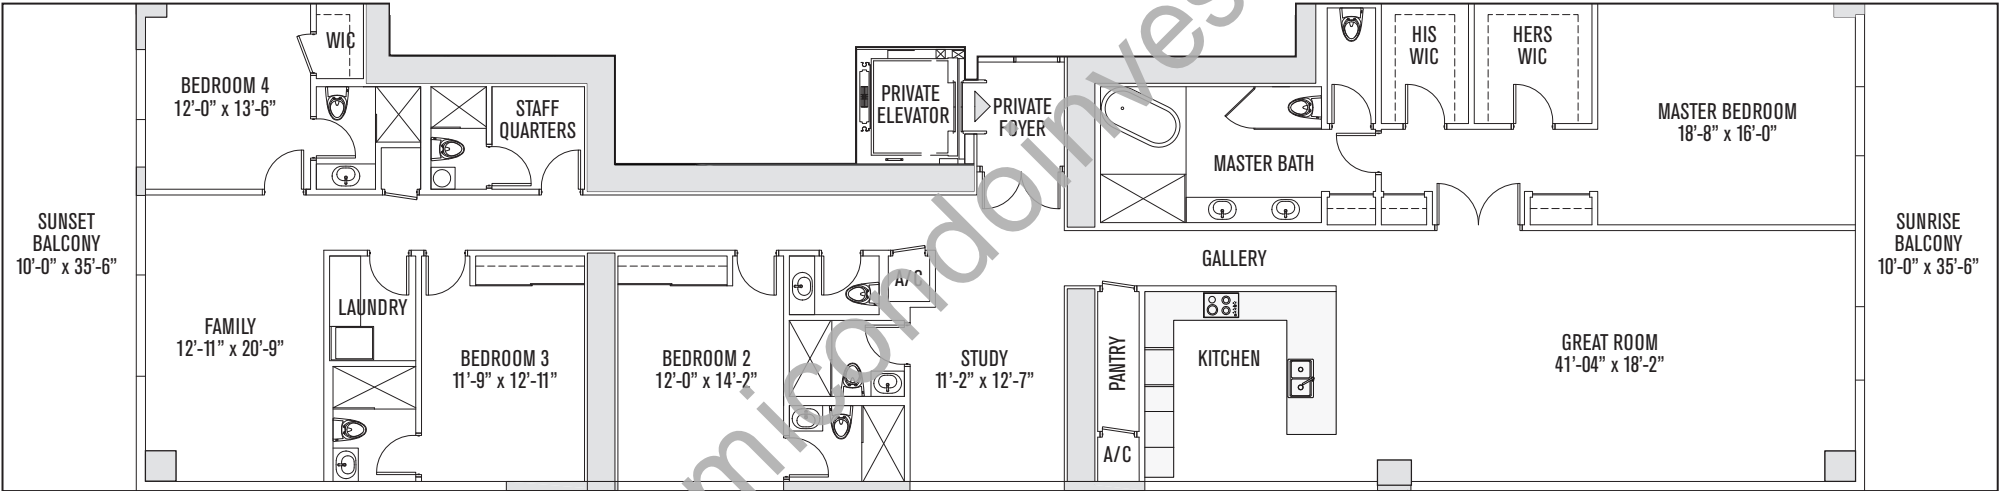 WIC
BEDROOM 4
12'-0" x 13'-6"
STAFF
QUARTERS
PRIVATE
ELEVATOR
PRIVATE
FOYER
HIS
WIC
HERS
WIC
MASTER BEDROOM
18'-8" x 16'-0"
MASTER BATH
SUNSET
BALCONY
10'-0" x 35'-6"
SUNRISE
BALCONY
10'-0" x 35'-6"
GALLERY
A/C
LAUNDRY
FAMILY
12'-11" x 20'-9"
BEDROOM 3
11'-9" x 12'-11"
BEDROOM 2
12'-0" x 14'-2"
STUDY
11'-2" x 12'-7"
PANTRY
KITCHEN
GREAT ROOM
41'-04" x 18'-2"
A/C
micondoinves